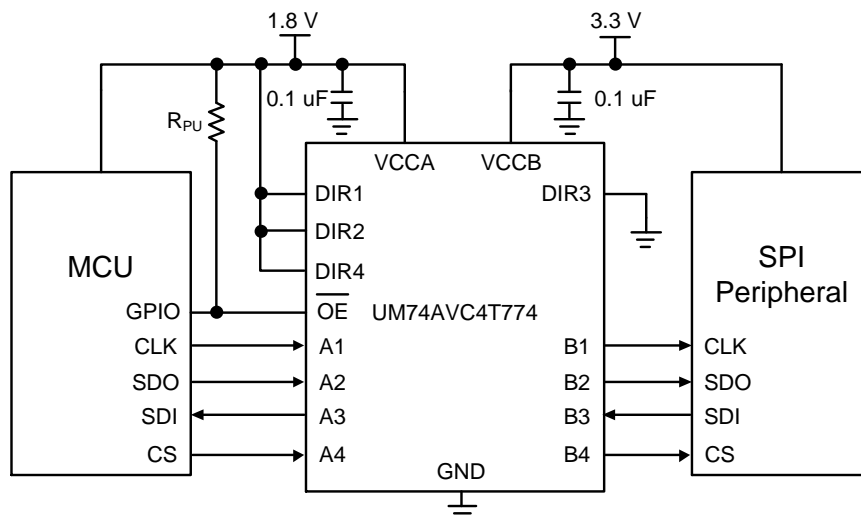 1.8 V
3.3 V
0.1 uF
0.1 uF
RPU
VCCA
VCCB
DIR1
DIR3
DIR2
DIR4
MCU
SPI
Peripheral
GPIO
OE
UM74AVC4T774
CLK
A1
B1
CLK
SDO
A2
B2
SDO
SDI
A3
B3
SDI
CS
A4
B4
CS
GND